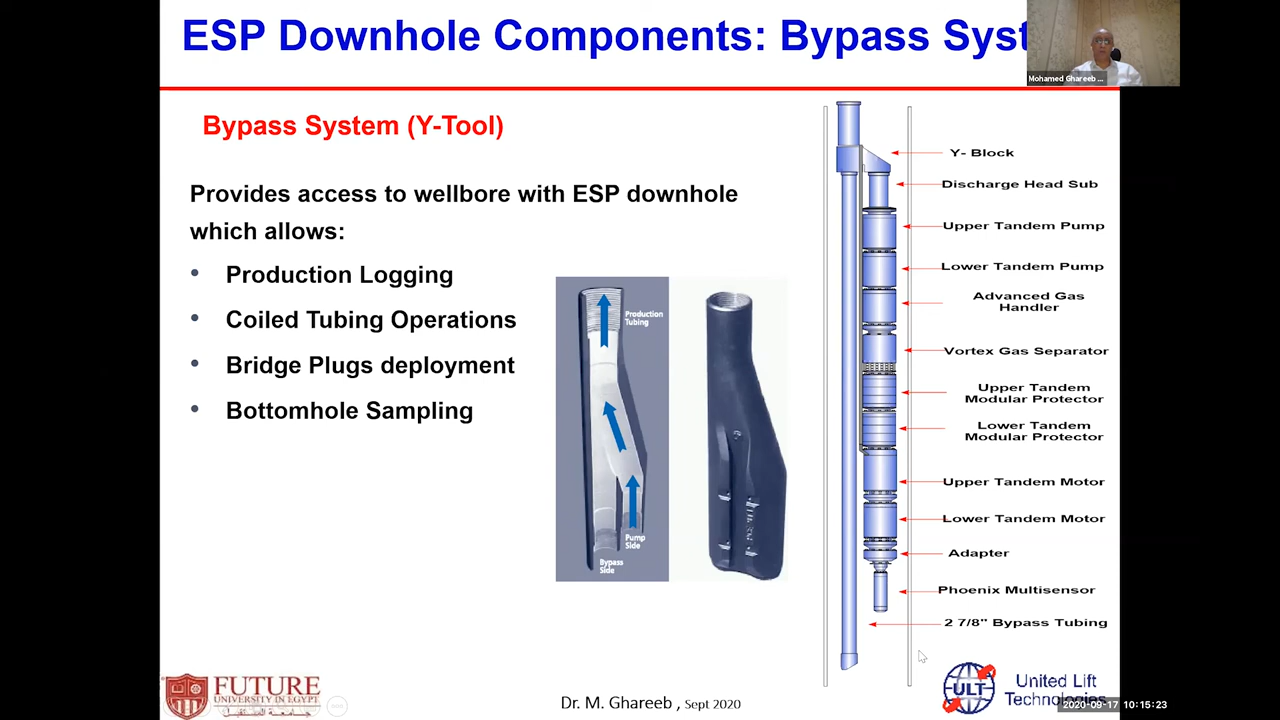 ESP Downhole Components: Bypass Syst
Mohamed Ghareeb ...
Bypass System (Y-Tool)
Provides access to wellbore with ESP downhole
which allows:
• Production Logging
• Coiled Tubing Operations
• Bridge Plugs deployment
• Bottomhole Sampling
Production
Tubing
Pump
Side
Bypass
Side
Y- Block
Discharge Head Sub
Upper Tandem Pump
Lower Tandem Pump
Advanced Gas
Handler
Vortex Gas Separator
Upper Tandem
Modular Protector
Lower Tandem
Modular Protector
Upper Tandem Motor
Lower Tandem Motor
Adapter
Phoenix Multisensor
2 7/8" Bypass Tubing
FUTURE
UNIVERSITY IN EGYPT
جامعة المستقبل
Dr. M. Ghareeb , Sept 2020
ULT
United Lift
Technologies
2020-09-17 10:15:23